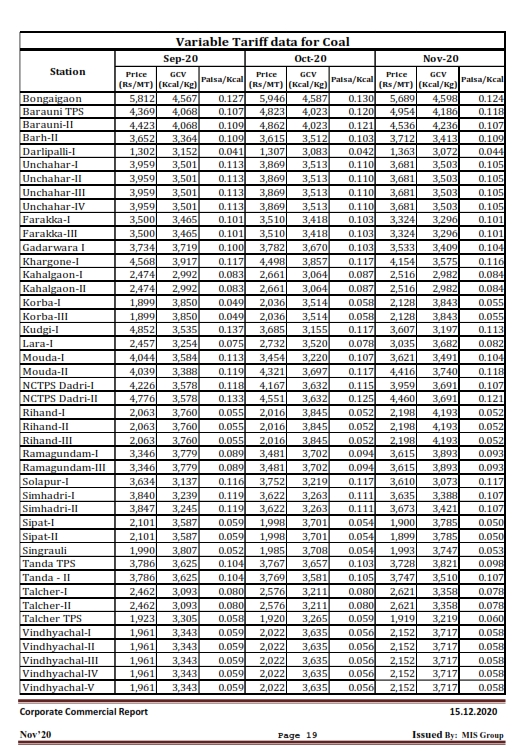 Variable Tariff data for Coal
Station Sep-20 Oct-20 Nov-20
Price (Rs/MT) GCV (Kcal/Kg) Paisa/Kcal Price (Rs/MT) GCV (Kcal/Kg) Paisa/Kcal Price (Rs/MT) GCV (Kcal/Kg) Paisa/Kcal
Bongaigaon 5,812 4,567 0.127 5,946 4,587 0.130 5,689 4,598 0.124
Barauni TPS 4,369 4,068 0.107 4,823 4,023 0.120 4,954 4,186 0.118
Barauni-II 4,423 4,068 0.109 4,862 4,023 0.121 4,536 4,236 0.107
Barh-II 3,652 3,364 0.109 3,615 3,512 0.103 3,712 3,413 0.109
Darlipalli-I 1,302 3,152 0.041 1,307 3,083 0.042 1,363 3,072 0.044
Unchahar-I 3,959 3,501 0.113 3,869 3,513 0.110 3,681 3,503 0.105
Unchahar-II 3,959 3,501 0.113 3,869 3,513 0.110 3,681 3,503 0.105
Unchahar-III 3,959 3,501 0.113 3,869 3,513 0.110 3,681 3,503 0.105
Unchahar-IV 3,959 3,501 0.113 3,869 3,513 0.110 3,681 3,503 0.105
Farakka-I 3,500 3,465 0.101 3,510 3,418 0.103 3,324 3,296 0.101
Farakka-III 3,500 3,465 0.101 3,510 3,418 0.103 3,324 3,296 0.101
Gadarwara I 3,734 3,719 0.100 3,782 3,670 0.103 3,533 3,409 0.104
Khargone-I 4,568 3,917 0.117 4,498 3,857 0.117 4,154 3,575 0.116
Kahalgaon-I 2,474 2,992 0.083 2,661 3,064 0.087 2,516 2,982 0.084
Kahalgaon-II 2,474 2,992 0.083 2,661 3,064 0.087 2,516 2,982 0.084
Korba-I 1,899 3,850 0.049 2,036 3,514 0.058 2,128 3,843 0.055
Korba-III 1,899 3,850 0.049 2,036 3,514 0.058 2,128 3,843 0.055
Kudgi-I 4,852 3,535 0.137 3,685 3,155 0.117 3,607 3,197 0.113
Lara-I 2,457 3,254 0.075 2,732 3,520 0.078 3,035 3,682 0.082
Mouda-I 4,044 3,584 0.113 3,454 3,220 0.107 3,621 3,491 0.104
Mouda-II 4,039 3,388 0.119 4,321 3,697 0.117 4,416 3,740 0.118
NCTPS Dadri-I 4,226 3,578 0.118 4,167 3,632 0.115 3,959 3,691 0.107
NCTPS Dadri-II 4,776 3,578 0.133 4,551 3,632 0.125 4,460 3,691 0.121
Rihand-I 2,063 3,760 0.055 2,016 3,845 0.052 2,198 4,193 0.052
Rihand-II 2,063 3,760 0.055 2,016 3,845 0.052 2,198 4,193 0.052
Rihand-III 2,063 3,760 0.055 2,016 3,845 0.052 2,198 4,193 0.052
Ramagundam-I 3,346 3,779 0.089 3,481 3,702 0.094 3,615 3,893 0.093
Ramagundam-III 3,346 3,779 0.089 3,481 3,702 0.094 3,615 3,893 0.093
Solapur-I 3,634 3,137 0.116 3,752 3,219 0.117 3,610 3,073 0.117
Simhadri-I 3,840 3,239 0.119 3,622 3,263 0.111 3,635 3,388 0.107
Simhadri-II 3,847 3,245 0.119 3,622 3,263 0.111 3,673 3,421 0.107
Sipat-I 2,101 3,587 0.059 1,998 3,701 0.054 1,900 3,785 0.050
Sipat-II 2,101 3,587 0.059 1,998 3,701 0.054 1,899 3,785 0.050
Singrauli 1,990 3,807 0.052 1,985 3,708 0.054 1,993 3,747 0.053
Tanda TPS 3,786 3,625 0.104 3,767 3,657 0.103 3,728 3,821 0.098
Tanda - II 3,786 3,625 0.104 3,769 3,581 0.105 3,747 3,510 0.107
Talcher-I 2,462 3,093 0.080 2,576 3,211 0.080 2,621 3,358 0.078
Talcher-II 2,462 3,093 0.080 2,576 3,211 0.080 2,621 3,358 0.078
Talcher TPS 1,923 3,305 0.058 1,920 3,265 0.059 1,919 3,219 0.060
Vindhyachal-I 1,961 3,343 0.059 2,022 3,635 0.056 2,152 3,717 0.058
Vindhyachal-II 1,961 3,343 0.059 2,022 3,635 0.056 2,152 3,717 0.058
Vindhyachal-III 1,961 3,343 0.059 2,022 3,635 0.056 2,152 3,717 0.058
Vindhyachal-IV 1,961 3,343 0.059 2,022 3,635 0.056 2,152 3,717 0.058
Vindhyachal-V 1,961 3,343 0.059 2,022 3,635 0.056 2,152 3,717 0.058
Corporate Commercial Report 15.12.2020
Nov'20 Page 19 Issued By: MIS Group